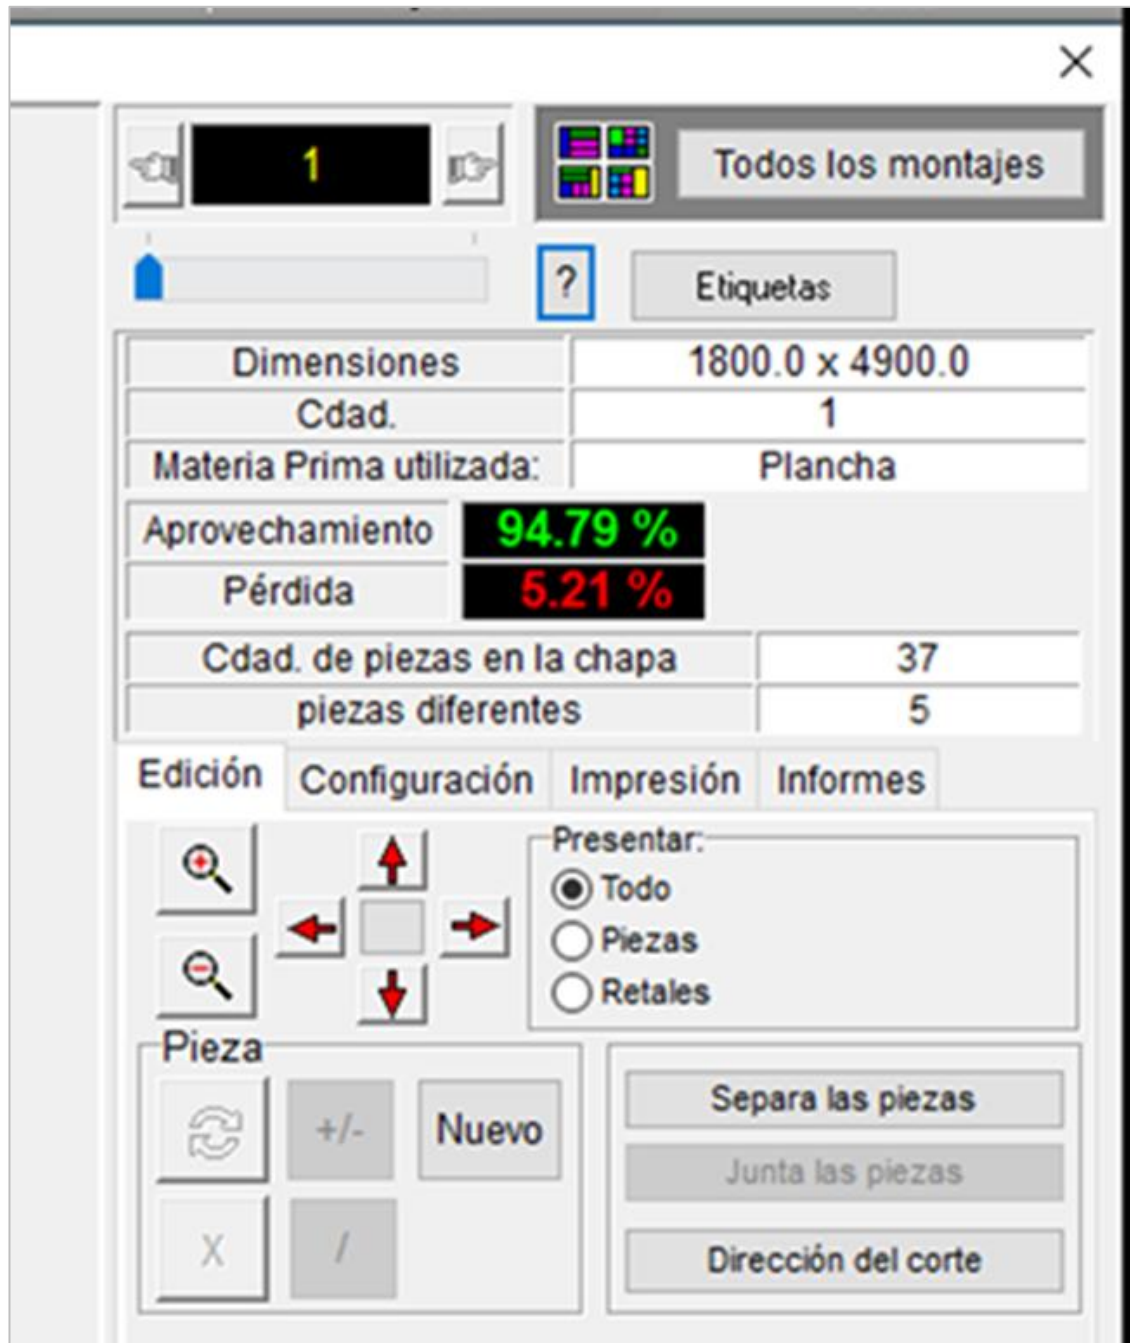 1
Todos los montajes
?
Etiquetas
Dimensiones 1800.0 x 4900.0
Cdad. 1
Materia Prima utilizada: Plancha
Aprovechamiento 94.79 %
Pérdida 5.21 %
Cdad. de piezas en la chapa 37
piezas diferentes 5
Edición Configuración Impresión Informes
Presentar:
Todo
Piezas
Retales
Pieza
+/- Nuevo
X /
Separa las piezas
Junta las piezas
Dirección del corte